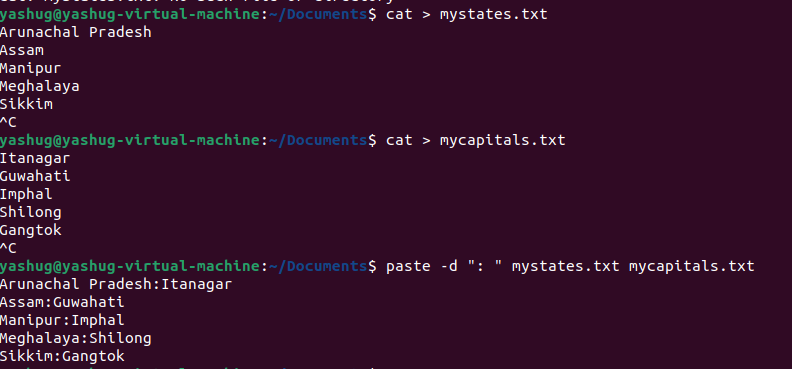 yashug@yashug-virtual-machine:~/Documents$ cat > mystates.txt
Arunachal Pradesh
Assam
Manipur
Meghalaya
Sikkim
^C
yashug@yashug-virtual-machine:~/Documents$ cat > mycapitals.txt
Itanagar
Guwahati
Imphal
Shilong
Gangtok
^C
yashug@yashug-virtual-machine:~/Documents$ paste -d ": " mystates.txt mycapitals.txt
Arunachal Pradesh:Itanagar
Assam:Guwahati
Manipur:Imphal
Meghalaya:Shilong
Sikkim:Gangtok